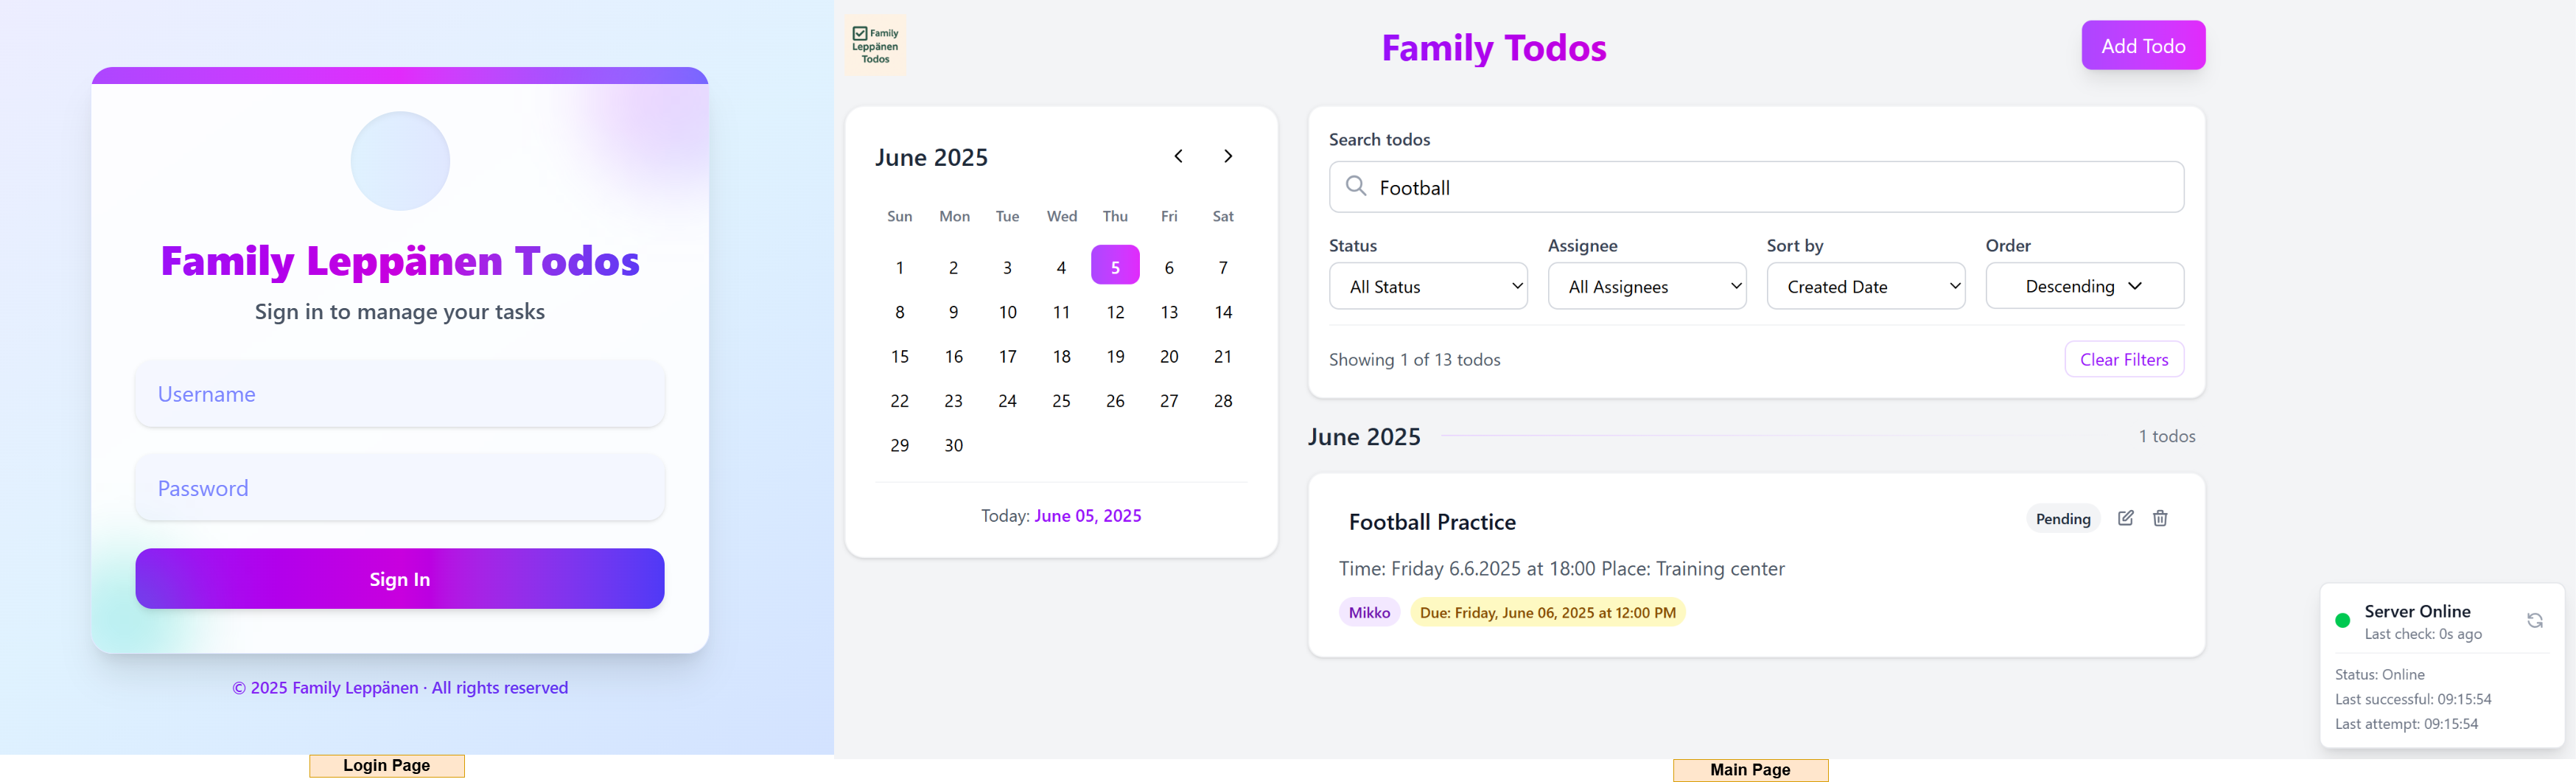 Family Leppänen Todos
Sign in to manage your tasks
Username
Password
Sign In
© 2025 Family Leppänen · All rights reserved
Login Page
Family
Leppänen
Todos
Family Todos
Add Todo
June 2025
Sun Mon Tue Wed Thu Fri Sat
1 2 3 4 5 6 7
8 9 10 11 12 13 14
15 16 17 18 19 20 21
22 23 24 25 26 27 28
29 30
Today: June 05, 2025
Search todos
Football
Status Assignee Sort by Order
All Status All Assignees Created Date Descending
Showing 1 of 13 todos Clear Filters
June 2025 1 todos
Football Practice Pending
Time: Friday 6.6.2025 at 18:00 Place: Training center
Mikko Due: Friday, June 06, 2025 at 12:00 PM
Server Online
Last check: 0s ago
Status: Online
Last successful: 09:15:54
Last attempt: 09:15:54
Main Page